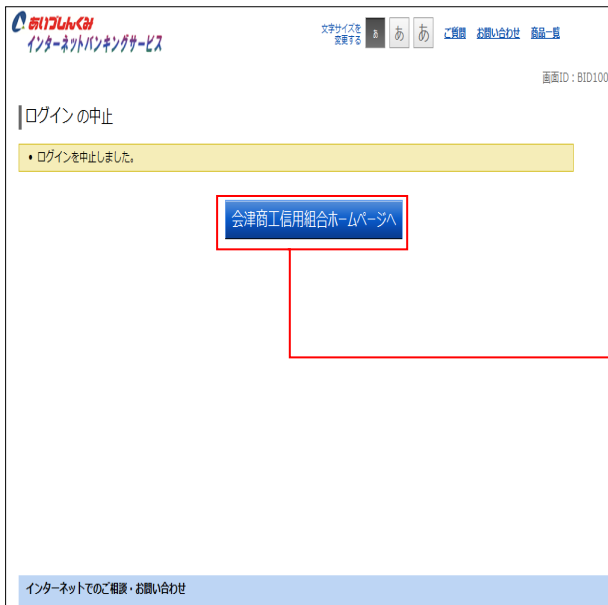 あいづしんくみ
インターネットバンキングサービス
文字サイズを
変更する
あ あ あ
ご質問 お問い合わせ 商品一覧
画面ID：BID100
ログイン の中止
• ログインを中止しました。
会津商工信用組合ホームページへ
インターネットでのご相談・お問い合わせ